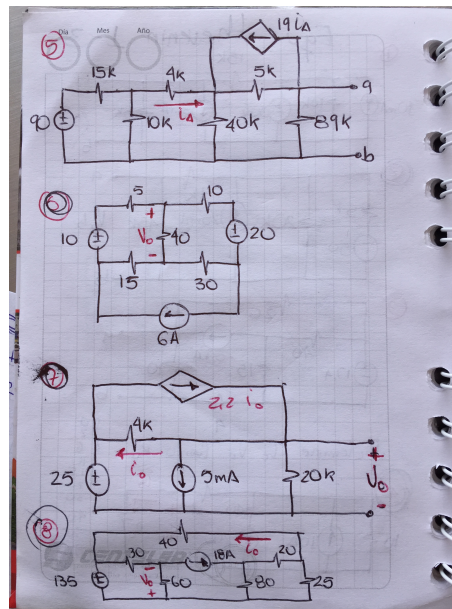 Día Mes Año
5
19 i∆
15k 4k 5k
90 10k i∆ 40k 89k
a
b
6
5 10
10 + Vo - 40 20
15 30
6A
7
2,2 io
4k
io
25 5mA 20k + Vo -
8
40 io
30 18A 20
135 - Vo + 60 80 25